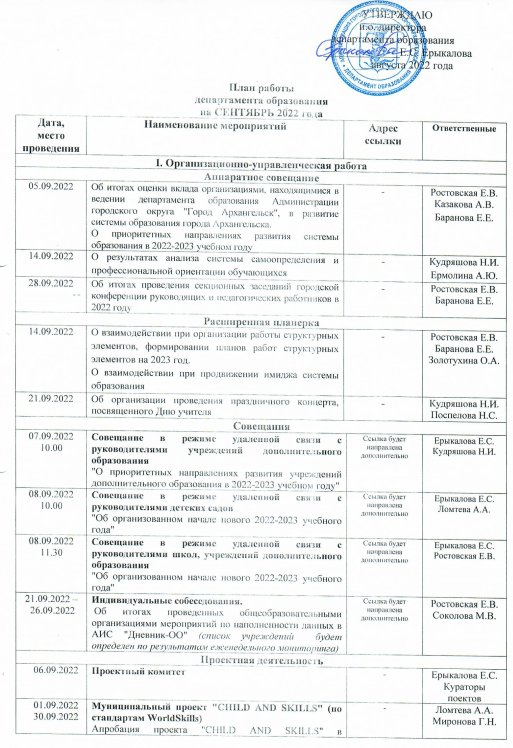 УТВЕРЖДАЮ
и.о. директора
департамента образования
Е.С. Ерыкалова
августа 2022 года
План работы
департамента образования
на СЕНТЯБРЬ 2022 года
Дата,
место
проведения
Наименование мероприятий
Адрес
ссылки
Ответственные
I. Организационно-управленческая работа
Аппаратное совещание
05.09.2022
Об итогах оценки вклада организациями, находящимися в
ведении департамента образования Администрации
городского округа "Город Архангельск", в развитие
системы образования города Архангельска.
О приоритетных направлениях развития системы
образования в 2022-2023 учебном году
-
Ростовская Е.В.
Казакова А.В.
Баранова Е.Е.
14.09.2022
О результатах анализа системы самоопределения и
профессиональной ориентации обучающихся
-
Кудряшова Н.И.
Ермолина А.Ю.
28.09.2022
Об итогах проведения секционных заседаний городской
конференции руководящих и педагогических работников в
2022 году
-
Ростовская Е.В.
Баранова Е.Е.
Расширенная планерка
14.09.2022
О взаимодействии при организации работы структурных
элементов, формировании планов работ структурных
элементов на 2023 год.
О взаимодействии при продвижении имиджа системы
образования
-
Ростовская Е.В.
Баранова Е.Е.
Золотухина О.А.
21.09.2022
Об организации проведения праздничного концерта,
посвященного Дню учителя
-
Кудряшова Н.И.
Поспелова Н.С.
Совещания
07.09.2022
10.00
Совещание в режиме удаленной связи с
руководителями учреждений дополнительного
образования
"О приоритетных направлениях развития учреждений
дополнительного образования в 2022-2023 учебном году"
Ссылка будет
направлена
дополнительно
Ерыкалова Е.С.
Кудряшова Н.И.
08.09.2022
10.00
Совещание в режиме удаленной связи с
руководителями детских садов
"Об организованном начале нового 2022-2023 учебного
года"
Ссылка будет
направлена
дополнительно
Ерыкалова Е.С.
Ломтева А.А.
08.09.2022
11.30
Совещание в режиме удаленной связи с
руководителями школ, учреждений дополнительного
образования
"Об организованном начале нового 2022-2023 учебного
года"
Ссылка будет
направлена
дополнительно
Ерыкалова Е.С.
Ростовская Е.В.
21.09.2022 –
26.09.2022
Индивидуальные собеседования.
Об итогах проведенных общеобразовательными
организациями мероприятий по наполненности данных в
АИС "Дневник-ОО" (список учреждений будет
определен по результатам еженедельного мониторинга)
Ссылка будет
направлена
дополнительно
Ростовская Е.В.
Соколова М.В.
Проектная деятельность
06.09.2022
Проектный комитет
-
Ерыкалова Е.С.
Кураторы
поектов
01.09.2022
30.09.2022
Муниципальный проект "CHILD AND SKILLS" (по
стандартам WorldSkills)
Апробация проекта "CHILD AND SKILLS" в
-
Ломтева А.А.
Миронова Г.Н.